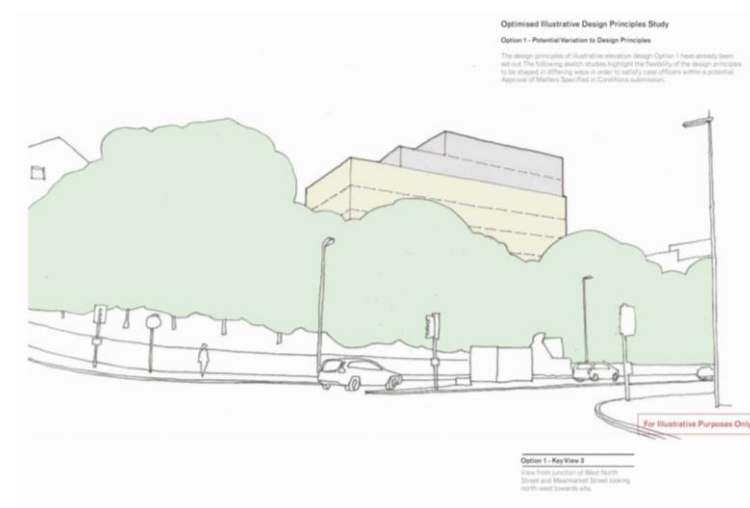 Optimised Illustrative Design Principles Study
Option 1 - Potential Variation to Design Principles
The design principles of illustrative elevation design Option 1 have already been
set out. The following sketch studies highlight the flexibility of the design principles
to be shaped in differing ways in order to satisfy case officers within a potential
Approval of Matters Specified in Conditions submission.
For Illustrative Purposes Only
Option 1 - Key View 3
View from junction of West North
Street and Mealmarket Street looking
north-west towards site.